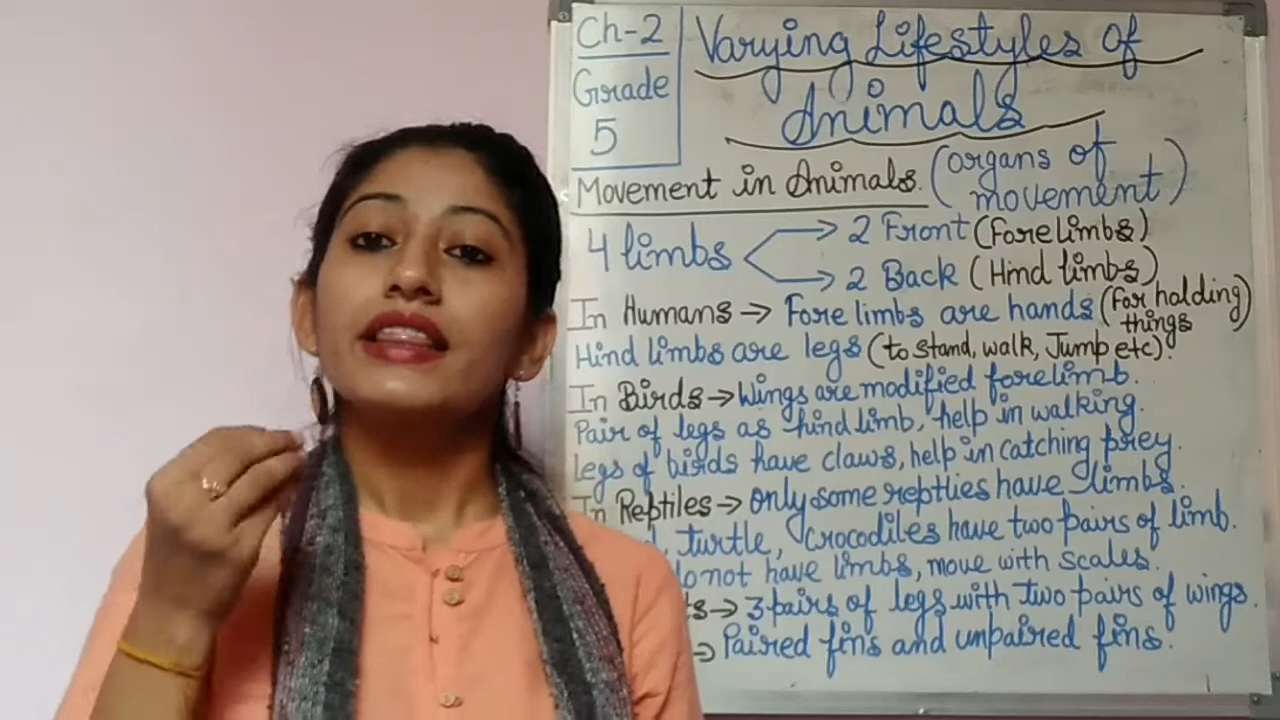 Ch-2
Grade
5
Varying Lifestyles of
Animals
Movement in Animals. (organs of
movement)
4 limbs → 2 Front (Forelimbs)
→ 2 Back (Hind limbs)
In Humans → Fore limbs are hands (for holding
things)
Hind limbs are legs (to stand, walk, Jump etc).
In Birds → Wings are modified forelimb.
Pair of legs as hind limb, help in walking.
Legs of birds have claws, help in catching prey.
In Reptiles → only some reptlies have limbs.
, turtle, Crocodiles have two pairs of limb.
not have limbs, move with scales.
→ 3 pairs of legs with two pairs of wings.
→ Paired fins and unpaired fins.